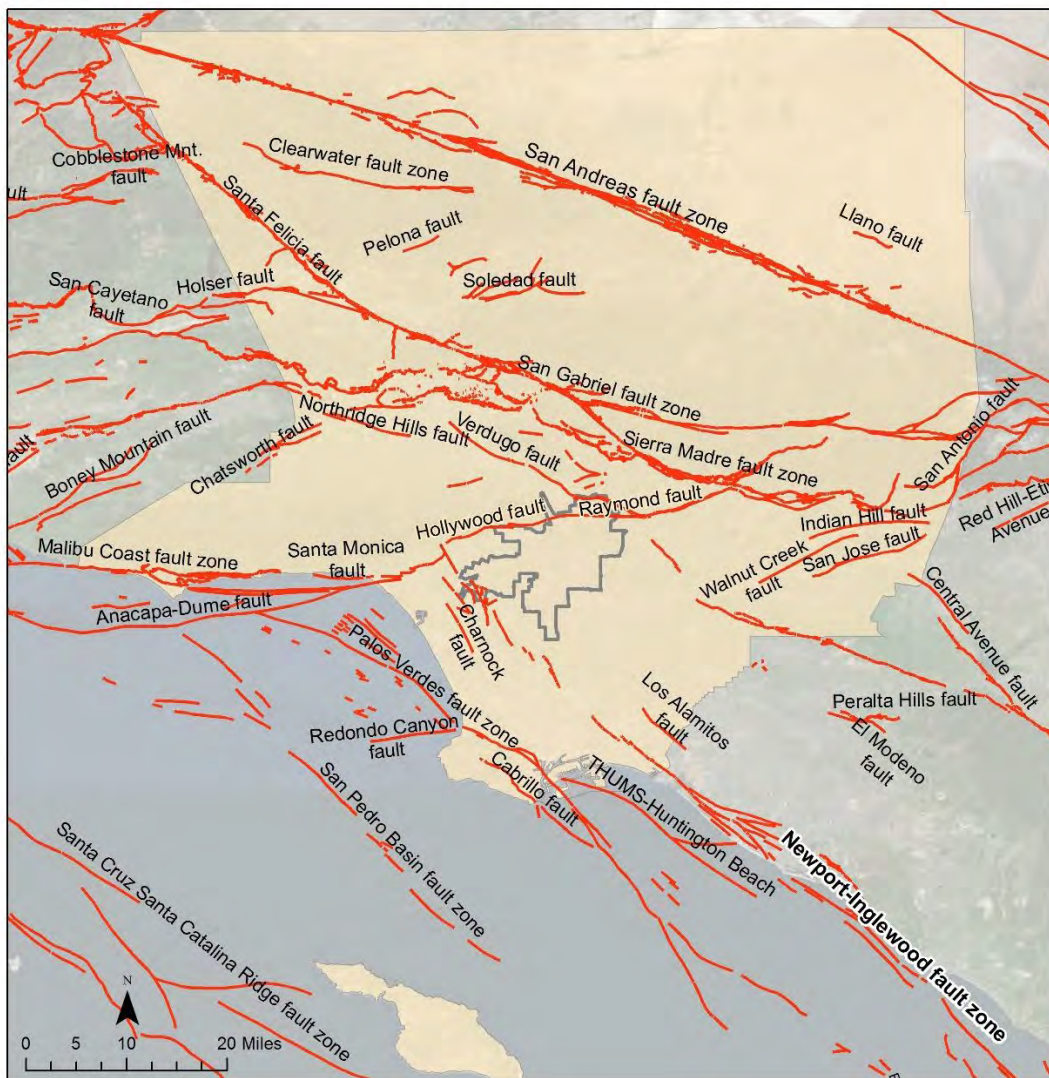 Cobblestone Mnt.
fault
Clearwater fault zone
San Andreas fault zone
ult
Santa Felicia fault
Pelona fault
Llano fault
Soledad fault
San Cayetano
fault
Holser fault
San Gabriel fault zone
Northridge Hills fault
Verdugo fault
Sierra Madre fault zone
San Antonio fault
fault
Boney Mountain fault
Chatsworth fault
Hollywood fault
Raymond fault
Indian Hill fault
Red Hill-Eti
Avenue
Malibu Coast fault zone
Santa Monica
fault
Walnut Creek
fault
San Jose fault
Anacapa-Dume fault
Charnock
fault
Central Avenue fault
Palos Verdes fault zone
Redondo Canyon
fault
Los Alamitos
fault
Peralta Hills fault
El Modeno
fault
Cabrillo fault
THUMS-Huntington Beach
San Pedro Basin fault zone
Newport-Inglewood fault zone
Santa Cruz Santa Catalina Ridge fault zone
N
0 5 10 20 Miles